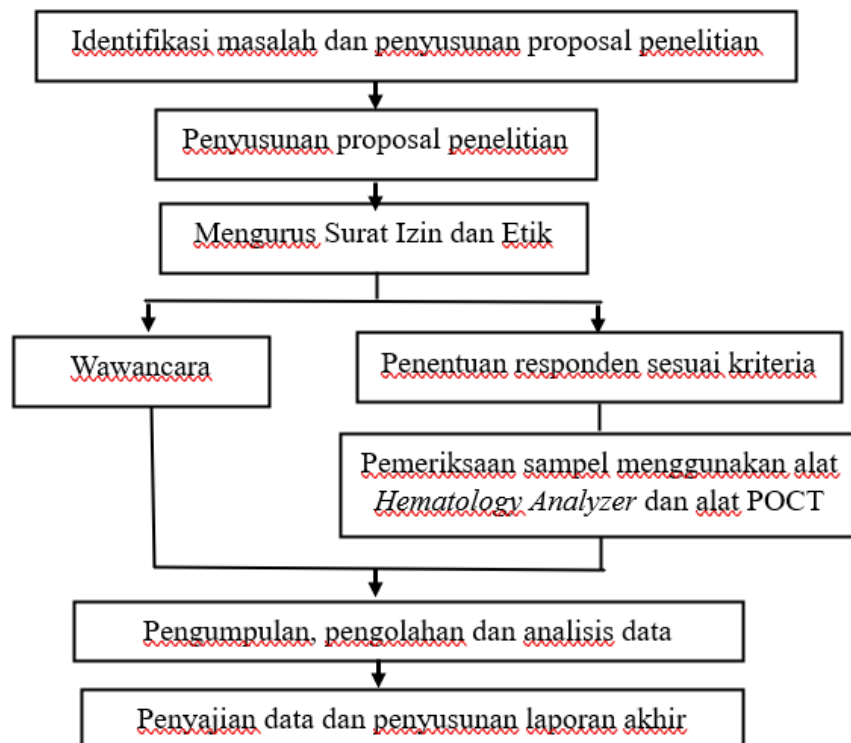 Identifikasi masalah dan penyusunan proposal penelitian
Penyusunan proposal penelitian
Mengurus Surat Izin dan Etik
Wawancara
Penentuan responden sesuai kriteria
Pemeriksaan sampel menggunakan alat
Hematology Analyzer dan alat POCT
Pengumpulan, pengolahan dan analisis data
Penyajian data dan penyusunan laporan akhir